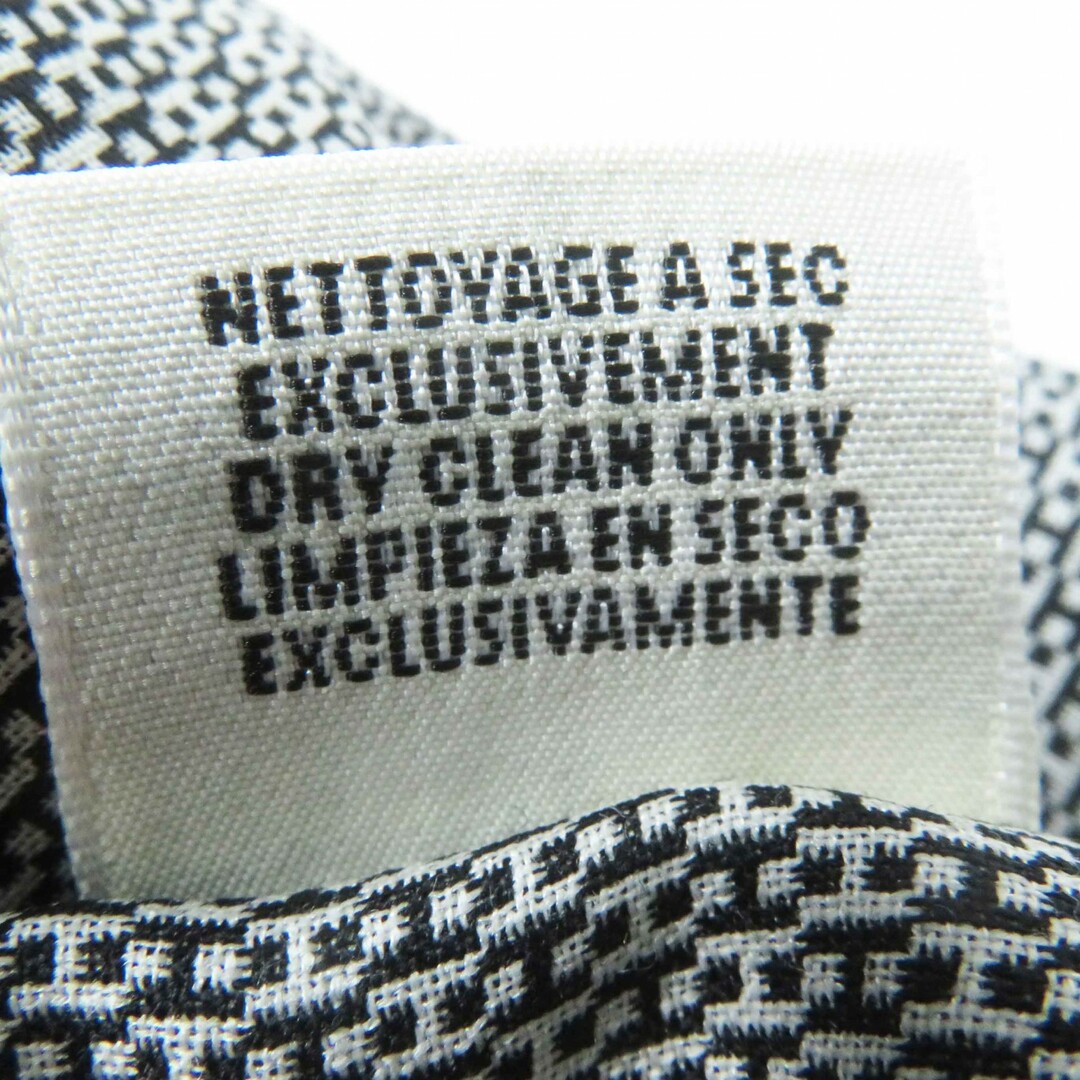 NETTOYAGE A SEC
EXCLUSIVEMENT
DRY CLEAN ONLY
LIMPIEZA EN SECO
EXCLUSIVAMENTE